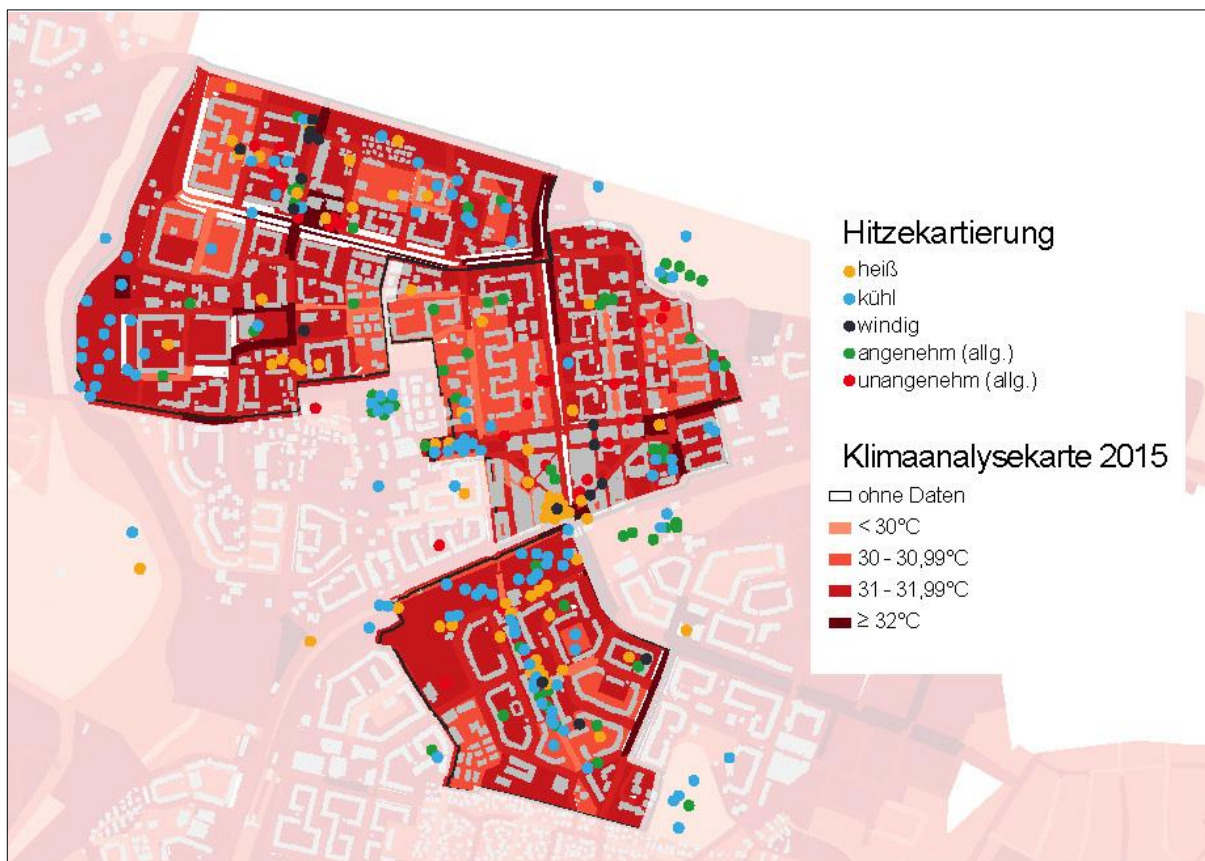 Hitzekartierung
heiß
kühl
windig
angenehm (allg.)
unangenehm (allg.)
Klimaanalysekarte 2015
ohne Daten
< 30°C
30 - 30,99°C
31 - 31,99°C
≥ 32°C